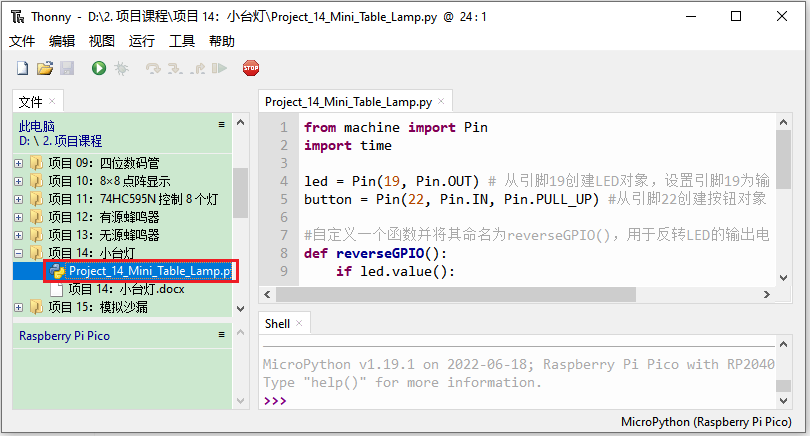 Thonny - D:\2. 项目课程\项目 14：小台灯\Project_14_Mini_Table_Lamp.py @ 24 : 1
文件 编辑 视图 运行 工具 帮助
STOP
文件
此电脑
D: \ 2. 项目课程
项目 09：四位数码管
项目 10：8×8 点阵显示
项目 11：74HC595N 控制 8 个灯
项目 12：有源蜂鸣器
项目 13：无源蜂鸣器
项目 14：小台灯
Project_14_Mini_Table_Lamp.py
项目 14：小台灯.docx
项目 15：模拟沙漏
Raspberry Pi Pico
Project_14_Mini_Table_Lamp.py
1 from machine import Pin
2 import time
3
4 led = Pin(19, Pin.OUT) # 从引脚19创建LED对象，设置引脚19为输
5 button = Pin(22, Pin.IN, Pin.PULL_UP) #从引脚22创建按钮对象
6
7 #自定义一个函数并将其命名为reverseGPIO()，用于反转LED的输出电
8 def reverseGPIO():
9 if led.value():
Shell
MicroPython v1.19.1 on 2022-06-18; Raspberry Pi Pico with RP2040
Type "help()" for more information.
>>>
MicroPython (Raspberry Pi Pico)